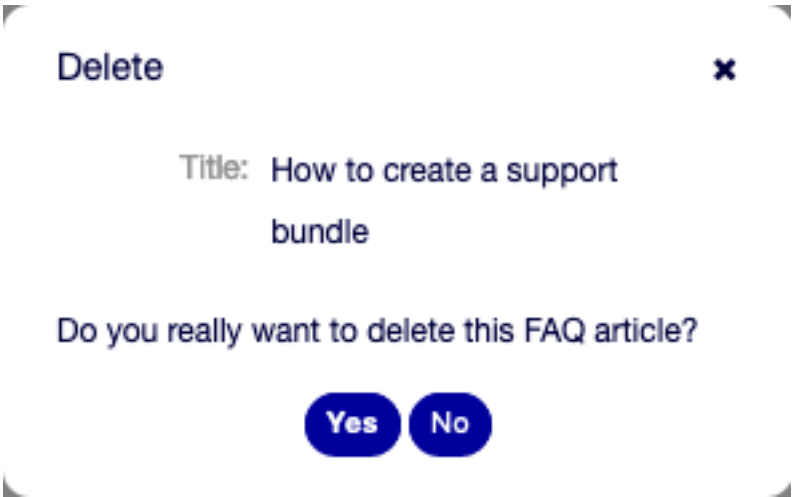 Delete
Title: How to create a support
bundle
Do you really want to delete this FAQ article?
Yes No